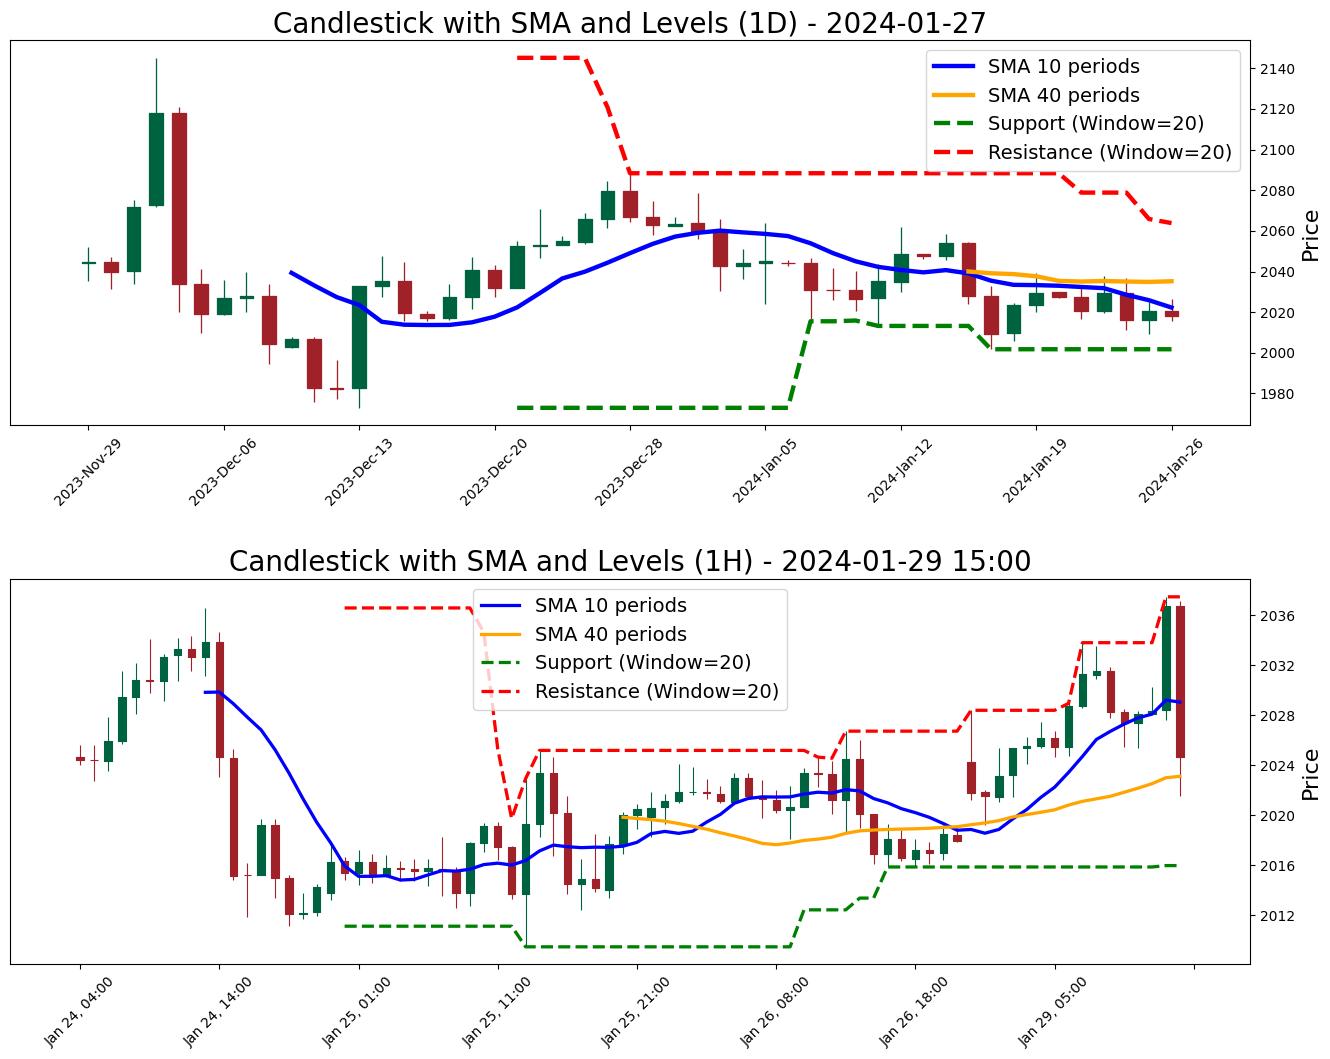 Candlestick with SMA and Levels (1D) - 2024-01-27
SMA 10 periods
SMA 40 periods
Support (Window=20)
Resistance (Window=20)
2140
2120
2100
2080
2060
2040
2020
2000
1980
Price
2023-Nov-29
2023-Dec-06
2023-Dec-13
2023-Dec-20
2023-Dec-28
2024-Jan-05
2024-Jan-12
2024-Jan-19
2024-Jan-26
Candlestick with SMA and Levels (1H) - 2024-01-29 15:00
SMA 10 periods
SMA 40 periods
Support (Window=20)
Resistance (Window=20)
2036
2032
2028
2024
2020
2016
2012
Price
Jan 24, 04:00
Jan 24, 14:00
Jan 25, 01:00
Jan 25, 11:00
Jan 25, 21:00
Jan 26, 08:00
Jan 26, 18:00
Jan 29, 05:00